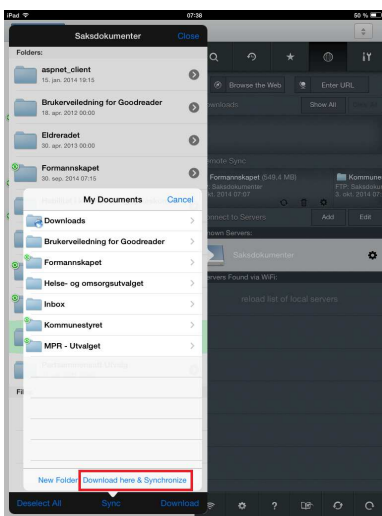 iPad 07:38 50 %
Saksdokumenter Close
Folders:
aspnet_client
15. jan. 2014 19:15
Brukerveiledning for Goodreader
18. apr. 2012 00:00
Eldreradet
30. apr. 2013 00:00
Formannskapet
30. sep. 2014 07:15
My Documents Cancel
Downloads
Brukerveiledning for Goodreader
Formannskapet
Helse- og omsorgsutvalget
Inbox
Kommunestyret
MPR - Utvalget
New Folder Download here & Synchronize
Deselect All Sync Download
Browse the Web Enter URL
Show All
Remote Sync
Formannskapet (549.4 MB) Kommune
Saksdokumenter FTP: Saksdoku
Connect to Servers Add Edit
Known Servers:
Saksdokumenter
Servers Found via WiFi:
reload list of local servers